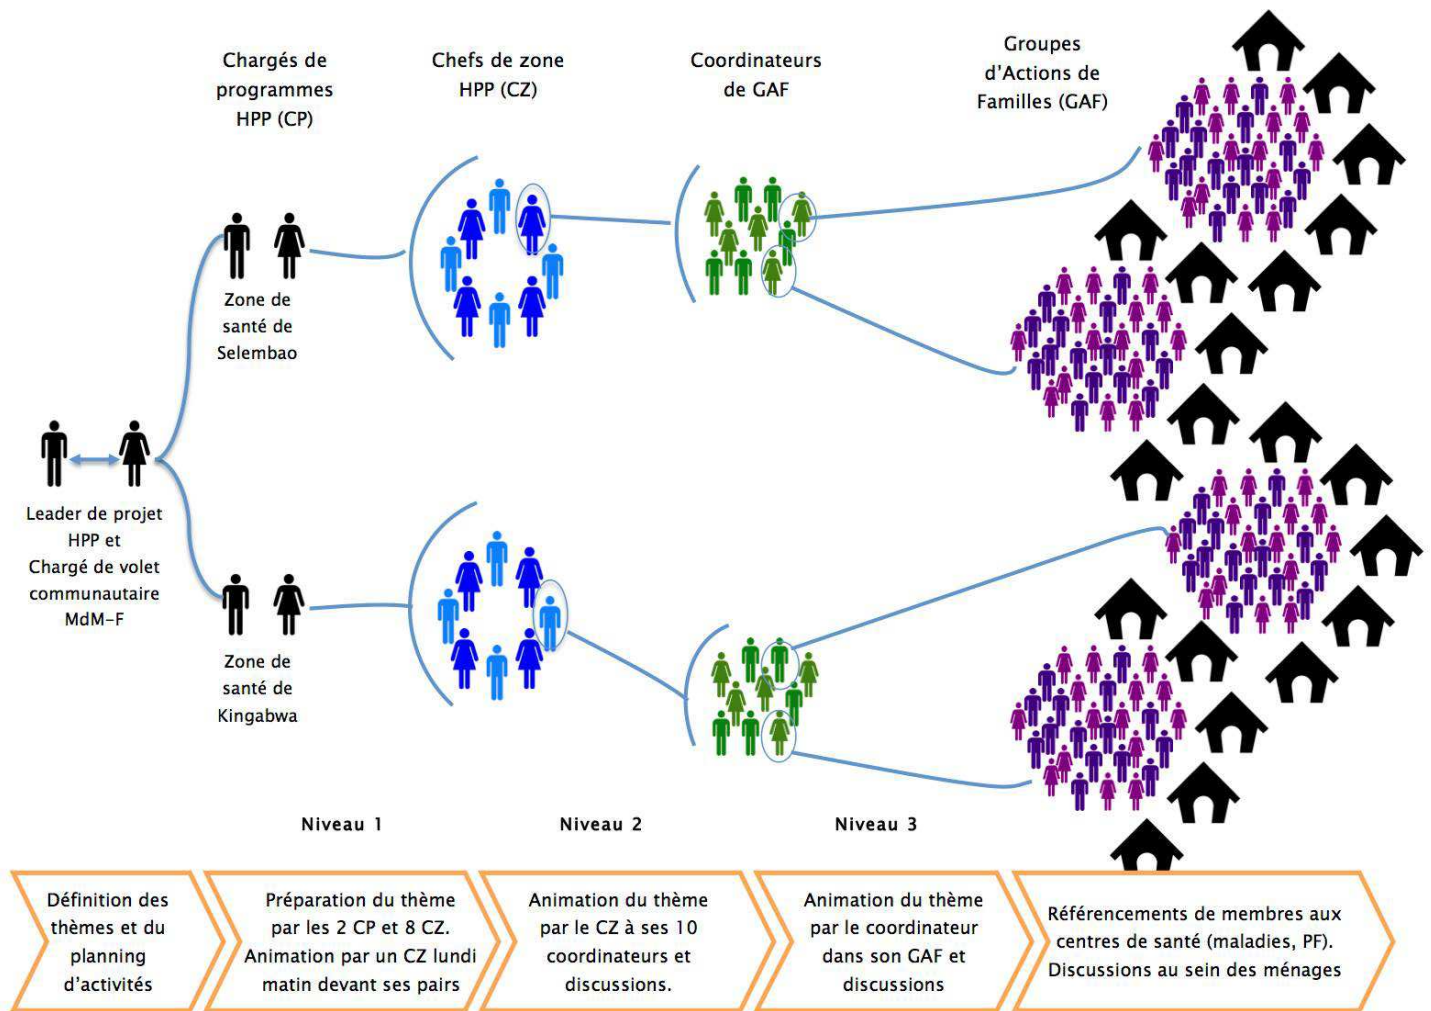 Chargés de
programmes
HPP (CP)
Chefs de zone
HPP (CZ)
Coordinateurs
de GAF
Groupes
d'Actions de
Familles (GAF)
Zone de
santé de
Selembao
Leader de projet
HPP et
Chargé de volet
communautaire
MdM-F
Zone de
santé de
Kingabwa
Niveau 1
Niveau 2
Niveau 3
Définition des
thèmes et du
planning
d'activités
Préparation du thème
par les 2 CP et 8 CZ.
Animation par un CZ lundi
matin devant ses pairs
Animation du thème
par le CZ à ses 10
coordinateurs et
discussions.
Animation du thème
par le coordinateur
dans son GAF et
discussions
Référencements de membres aux
centres de santé (maladies, PF).
Discussions au sein des ménages